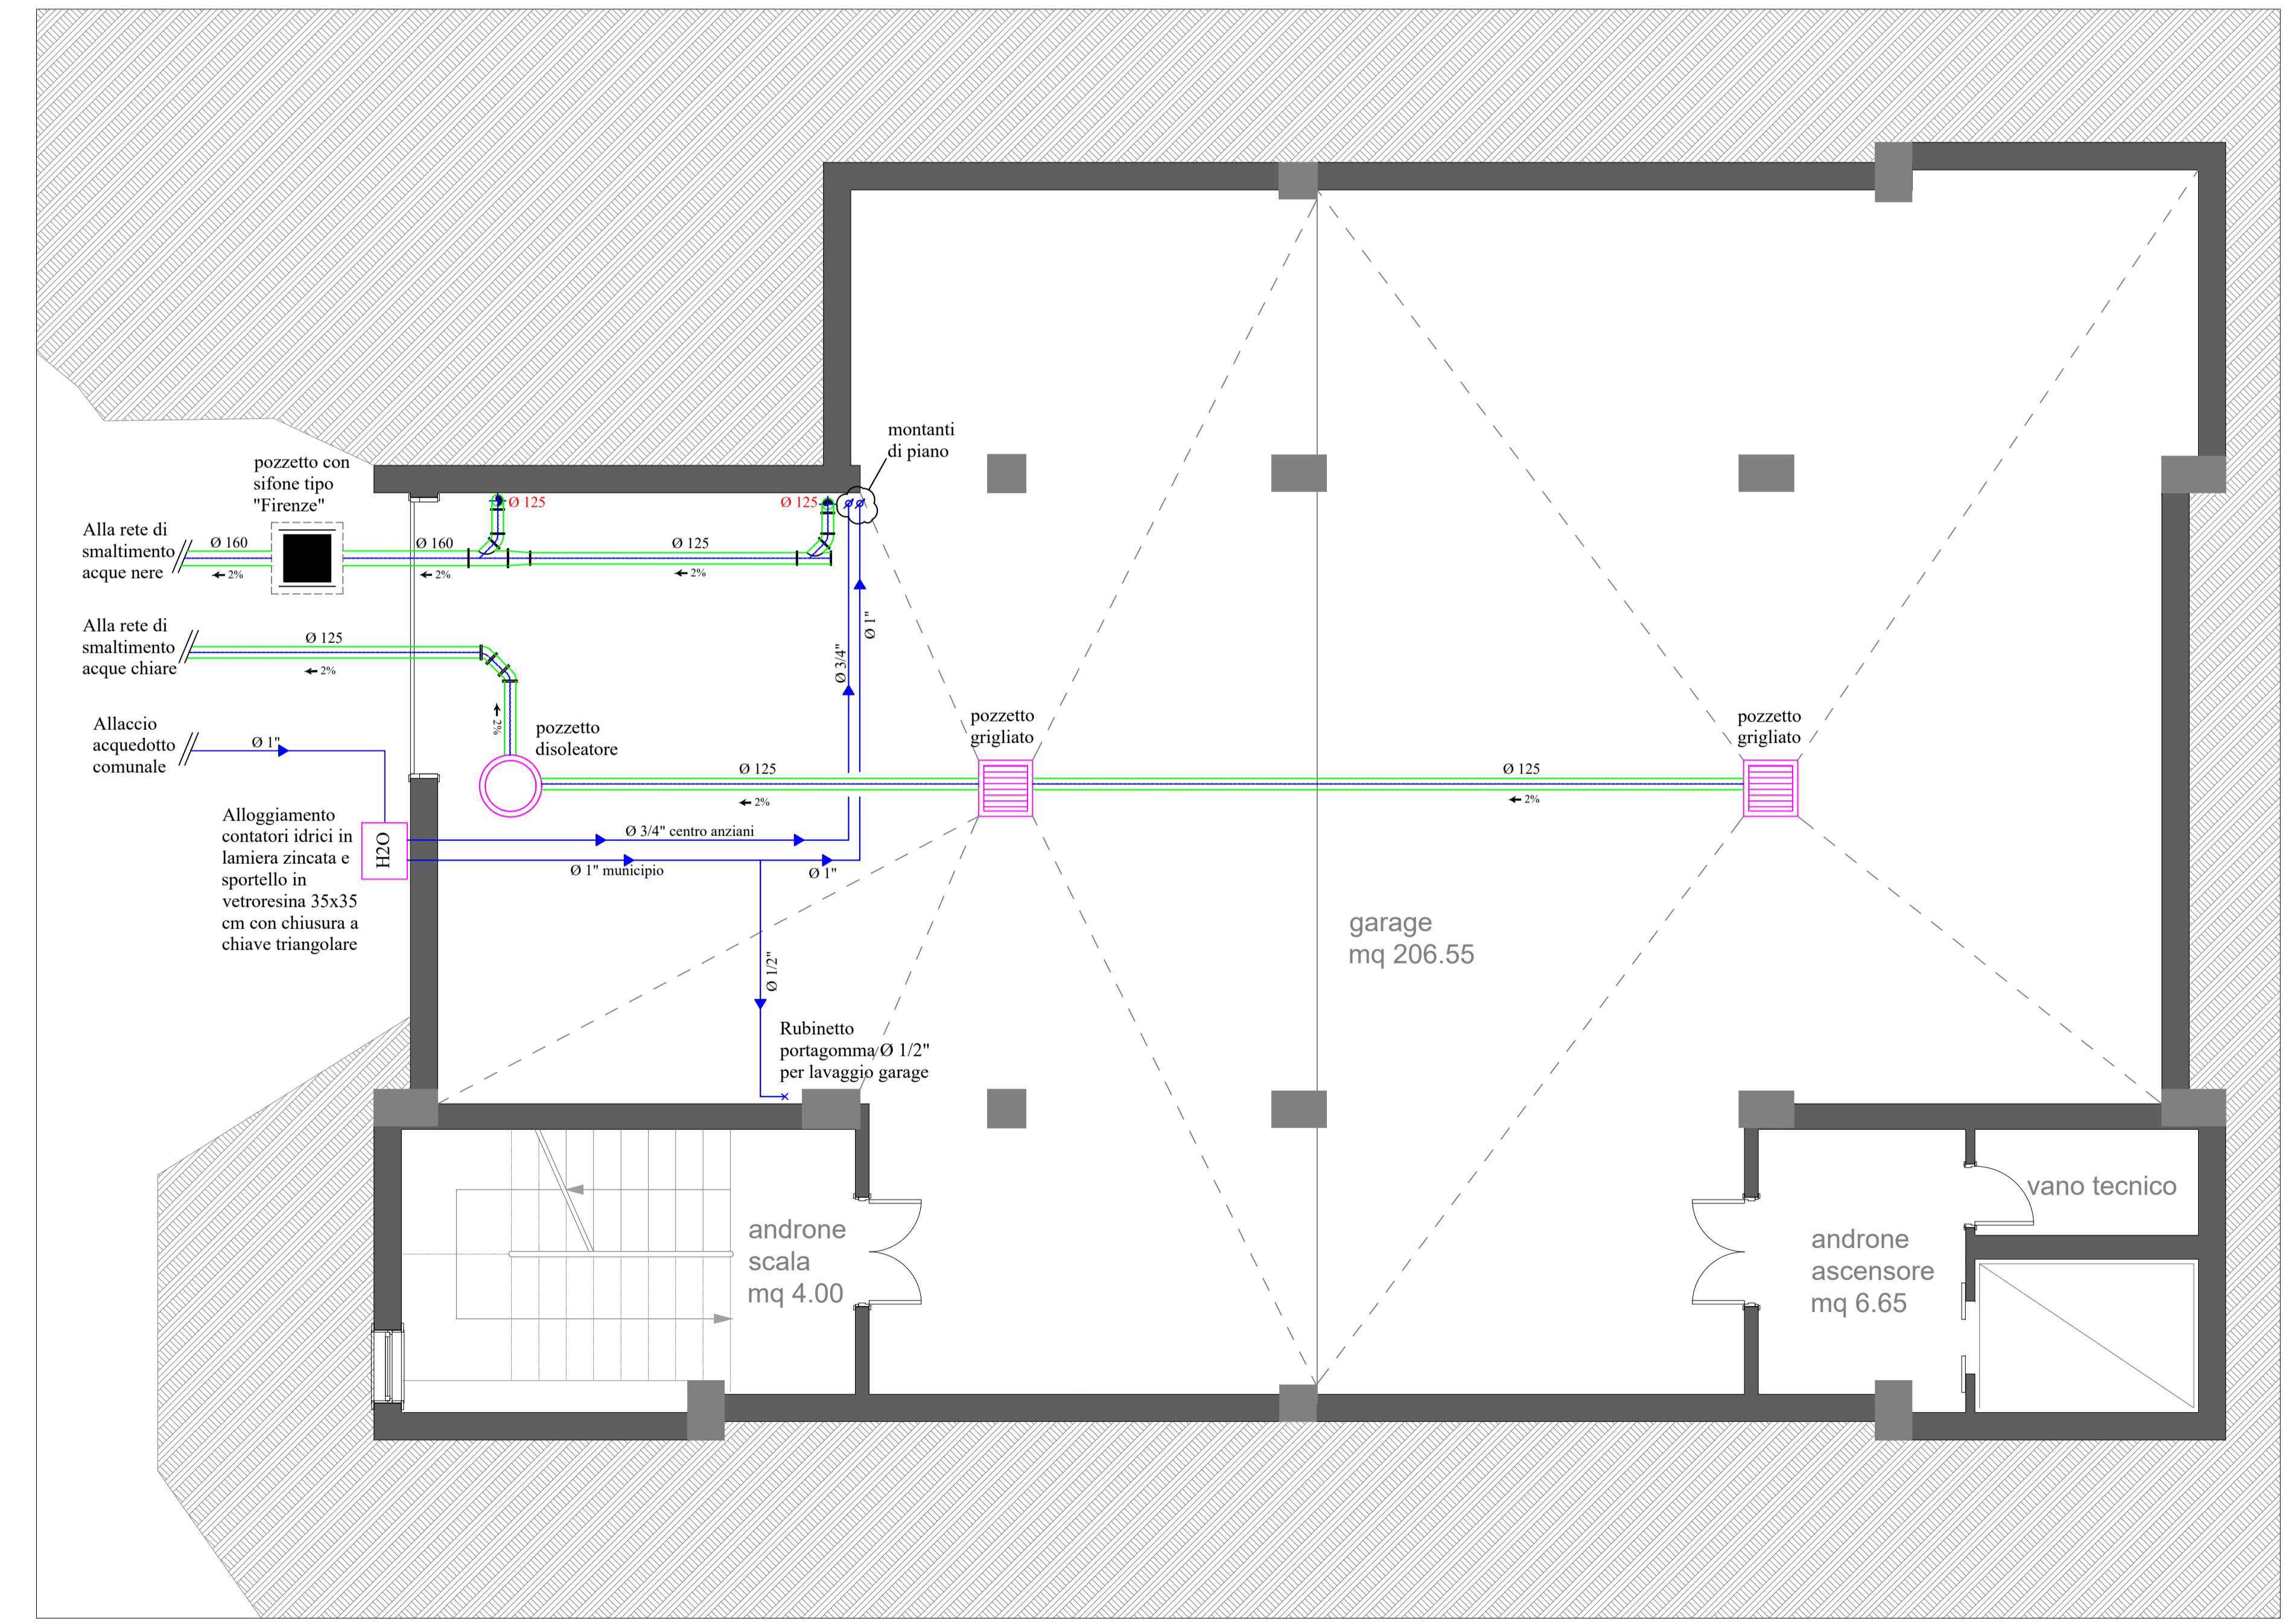 montanti
di piano
pozzetto con
sifone tipo
"Firenze"
Ø 125
Ø 125
Alla rete di
smaltimento
acque nere
Ø 160
Ø 160
Ø 125
2%
2%
2%
Alla rete di
smaltimento
acque chiare
Ø 125
2%
Ø 1"
Ø 3/4"
2%
pozzetto
disoleatore
pozzetto
grigliato
pozzetto
grigliato
Allaccio
acquedotto
comunale
Ø 1"
Ø 125
2%
Ø 125
2%
Alloggiamento
contatori idrici in
lamiera zincata e
sportello in
vetroresina 35x35
cm con chiusura a
chiave triangolare
H2O
Ø 3/4" centro anziani
Ø 1" municipio
Ø 1"
garage
mq 206.55
Ø 1/2"
Rubinetto
portagomma Ø 1/2"
per lavaggio garage
androne
scala
mq 4.00
vano tecnico
androne
ascensore
mq 6.65